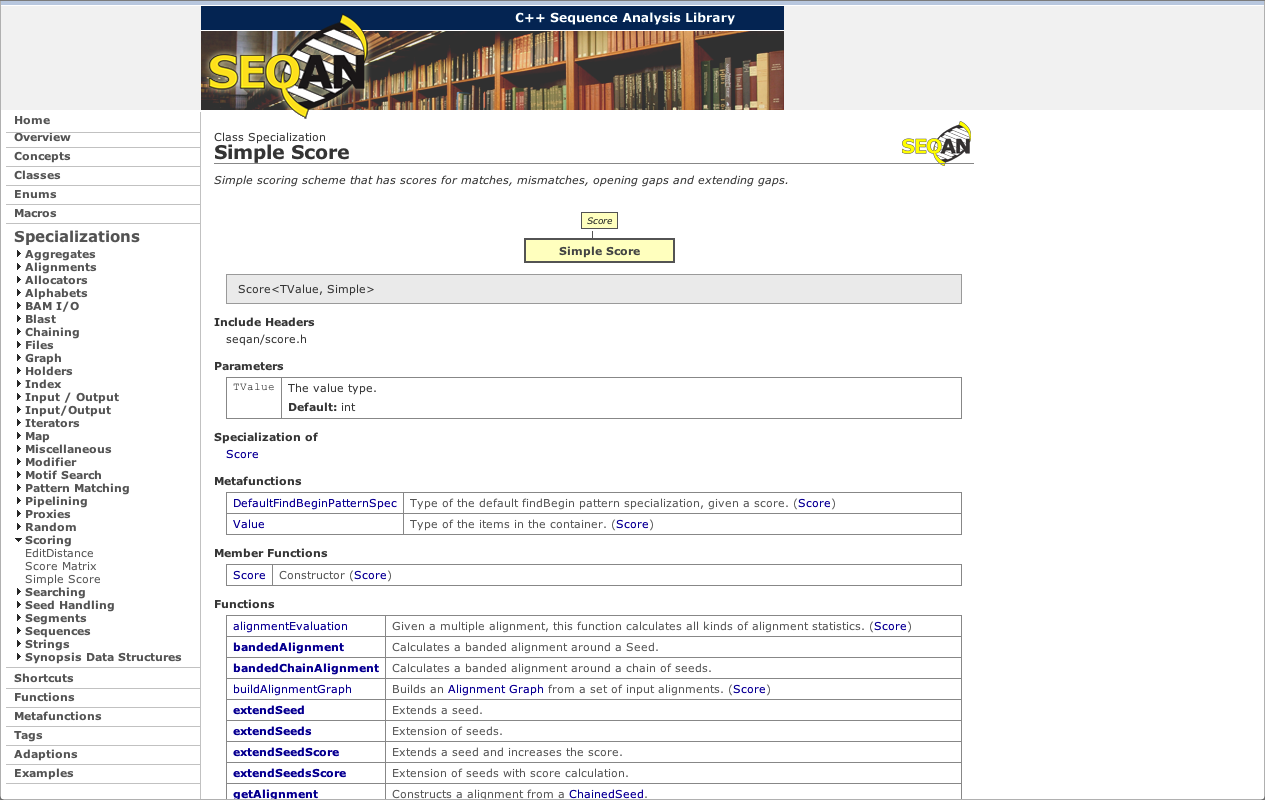 C++ Sequence Analysis Library
SEQAN
Home
Overview
Concepts
Classes
Enums
Macros
Specializations
Aggregates
Alignments
Allocators
Alphabets
BAM I/O
Blast
Chaining
Files
Graph
Holders
Index
Input / Output
Input/Output
Iterators
Map
Miscellaneous
Modifier
Motif Search
Pattern Matching
Pipelining
Proxies
Random
Scoring
EditDistance
Score Matrix
Simple Score
Searching
Seed Handling
Segments
Sequences
Strings
Synopsis Data Structures
Shortcuts
Functions
Metafunctions
Tags
Adaptions
Examples
Class Specialization
Simple Score
SEQAN
Simple scoring scheme that has scores for matches, mismatches, opening gaps and extending gaps.
Score
Simple Score
Score<TValue, Simple>
Include Headers
seqan/score.h
Parameters
TValue The value type.
Default: int
Specialization of
Score
Metafunctions
DefaultFindBeginPatternSpec Type of the default findBegin pattern specialization, given a score. (Score)
Value Type of the items in the container. (Score)
Member Functions
Score Constructor (Score)
Functions
alignmentEvaluation Given a multiple alignment, this function calculates all kinds of alignment statistics. (Score)
bandedAlignment Calculates a banded alignment around a Seed.
bandedChainAlignment Calculates a banded alignment around a chain of seeds.
buildAlignmentGraph Builds an Alignment Graph from a set of input alignments. (Score)
extendSeed Extends a seed.
extendSeeds Extension of seeds.
extendSeedScore Extends a seed and increases the score.
extendSeedsScore Extension of seeds with score calculation.
getAlignment Constructs a alignment from a ChainedSeed.